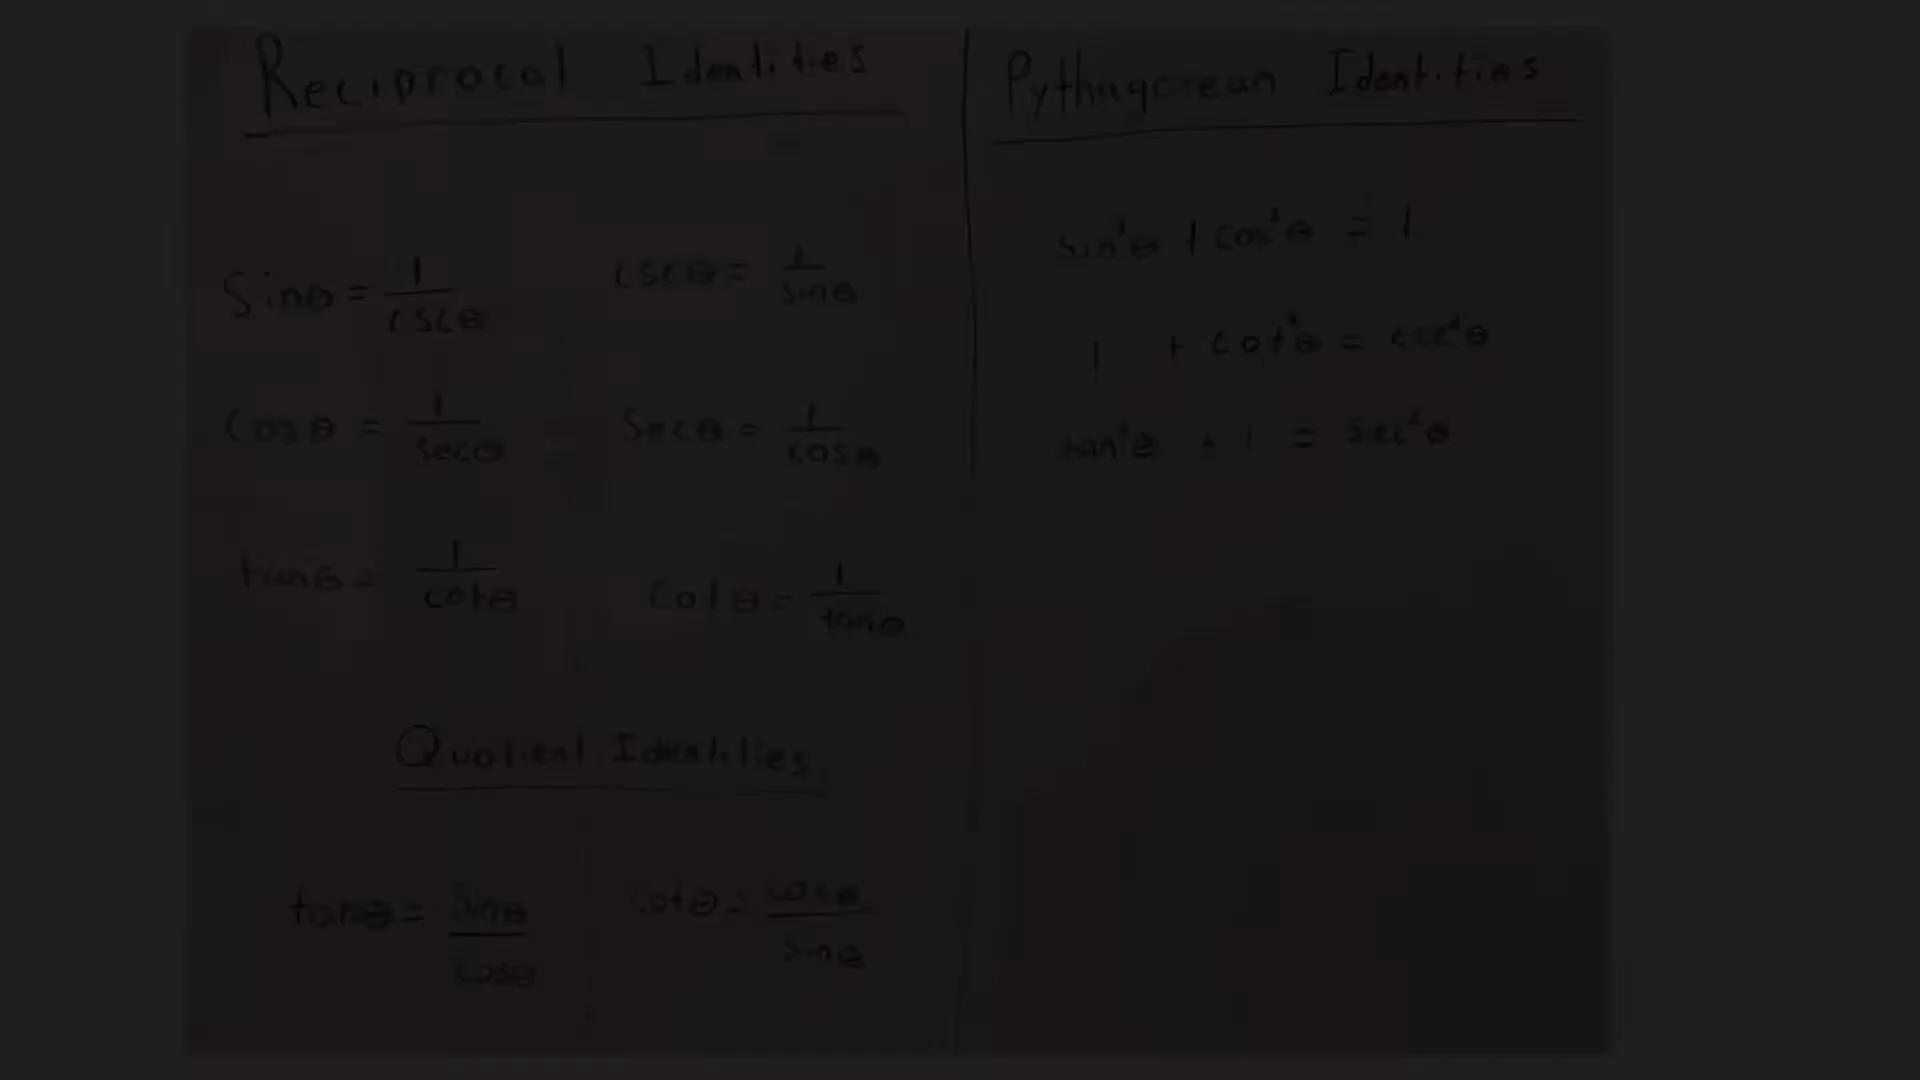 Reciprocal Identities
sinθ = 1/cscθ cscθ = 1/sinθ
cosθ = 1/secθ secθ = 1/cosθ
tanθ = 1/cotθ cotθ = 1/tanθ
Quotient Identities
tanθ = sinθ/cosθ cotθ = cosθ/sinθ
Pythagorean Identities
sin²θ + cos²θ = 1
1 + cot²θ = csc²θ
tan²θ + 1 = sec²θ